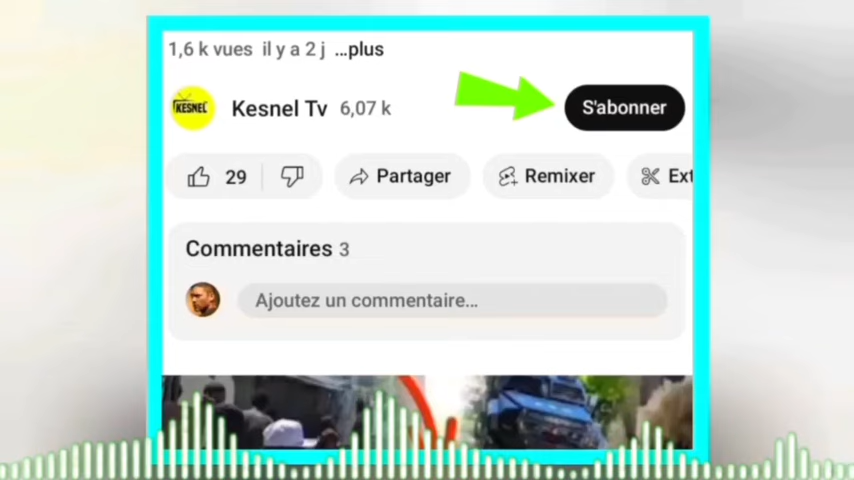 1,6 k vues il y a 2 j ...plus
KESNEL
Kesnel Tv 6,07 k
S'abonner
29
Partager
Remixer
Ext
Commentaires 3
Ajoutez un commentaire...